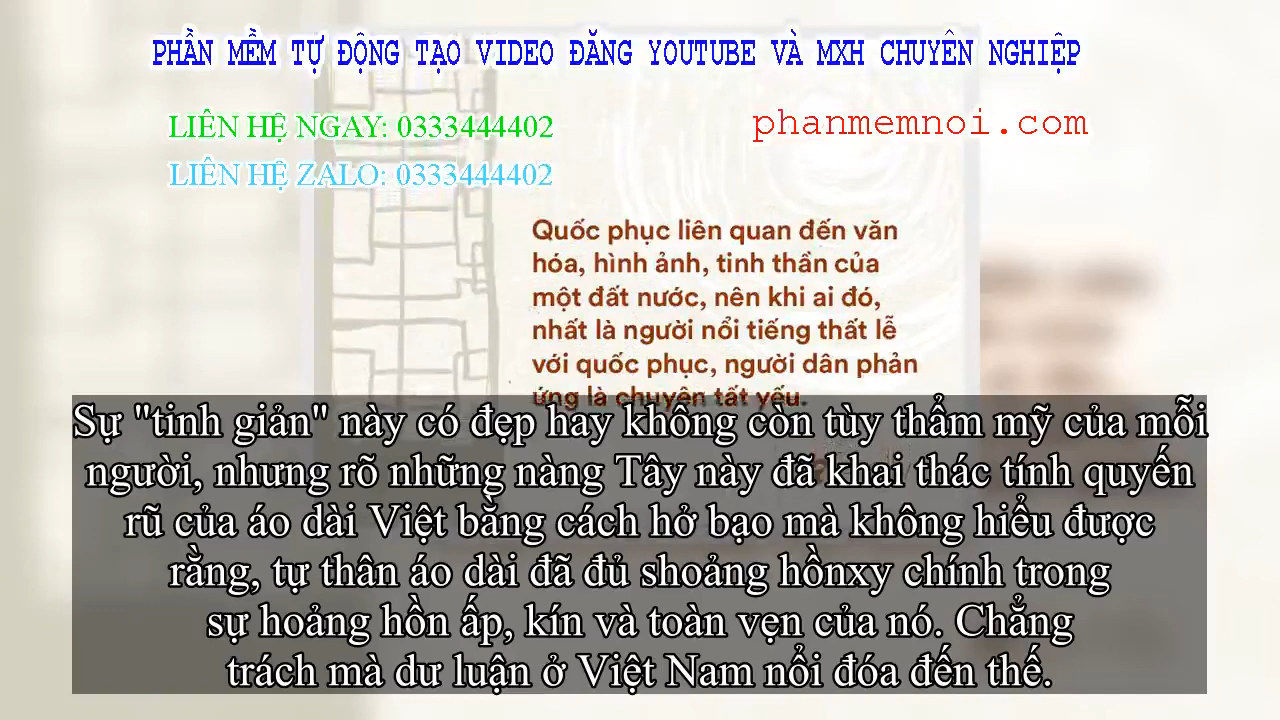 PHẦN MỀM TỰ ĐỘNG TẠO VIDEO ĐĂNG YOUTUBE VÀ MXH CHUYÊN NGHIỆP
LIÊN HỆ NGAY: 0333444402
phanmemnoi.com
LIÊN HỆ ZALO: 0333444402
Quốc phục liên quan đến văn
hóa, hình ảnh, tinh thần của
một đất nước, nên khi ai đó,
nhất là người nổi tiếng thất lễ
với quốc phục, người dân phản
ứng là chuyện tất yếu.
Sự "tinh giản" này có đẹp hay không còn tùy thẩm mỹ của mỗi
người, nhưng rõ những nàng Tây này đã khai thác tính quyến
rũ của áo dài Việt bằng cách hở bạo mà không hiểu được
rằng, tự thân áo dài đã đủ shoảng hồnxy chính trong
sự hoảng hồn ấp, kín và toàn vẹn của nó. Chẳng
trách mà dư luận ở Việt Nam nổi đóa đến thế.